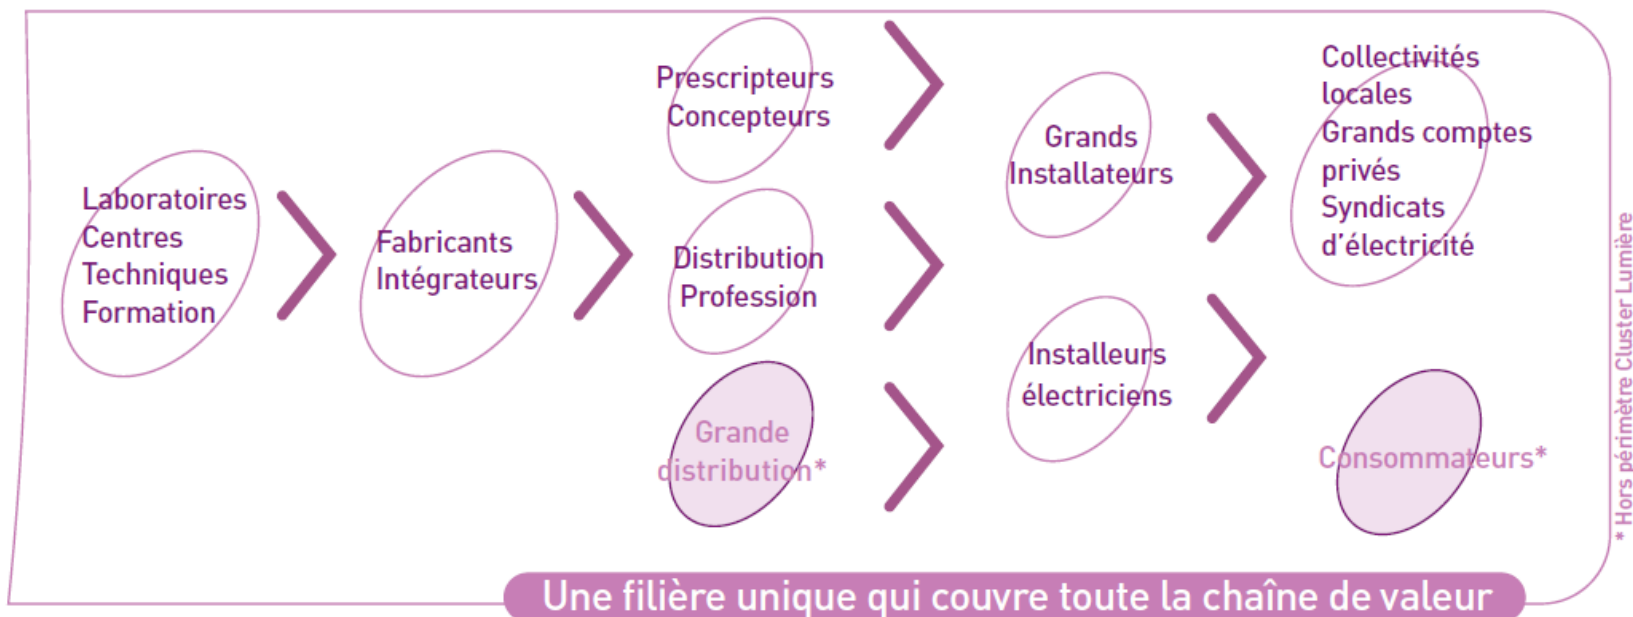 Laboratoires
Centres
Techniques
Formation
Fabricants
Intégrateurs
Prescripteurs
Concepteurs
Distribution
Profession
Grande
distribution*
Grands
Installateurs
Installeurs
électriciens
Collectivités
locales
Grands comptes
privés
Syndicats
d'électricité
Consommateurs*
* Hors périmètre Cluster Lumière
Une filière unique qui couvre toute la chaîne de valeur